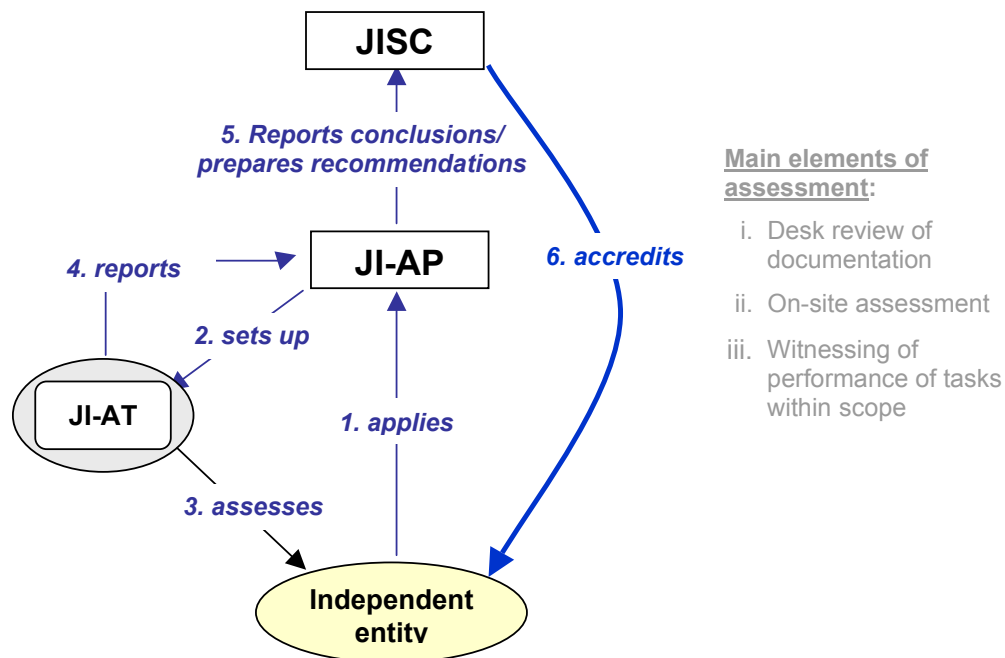 JISC
5. Reports conclusions/
prepares recommendations
Main elements of
assessment:
i. Desk review of
documentation
ii. On-site assessment
iii. Witnessing of
performance of tasks
within scope
4. reports
JI-AP
6. accredits
2. sets up
JI-AT
1. applies
3. assesses
Independent
entity